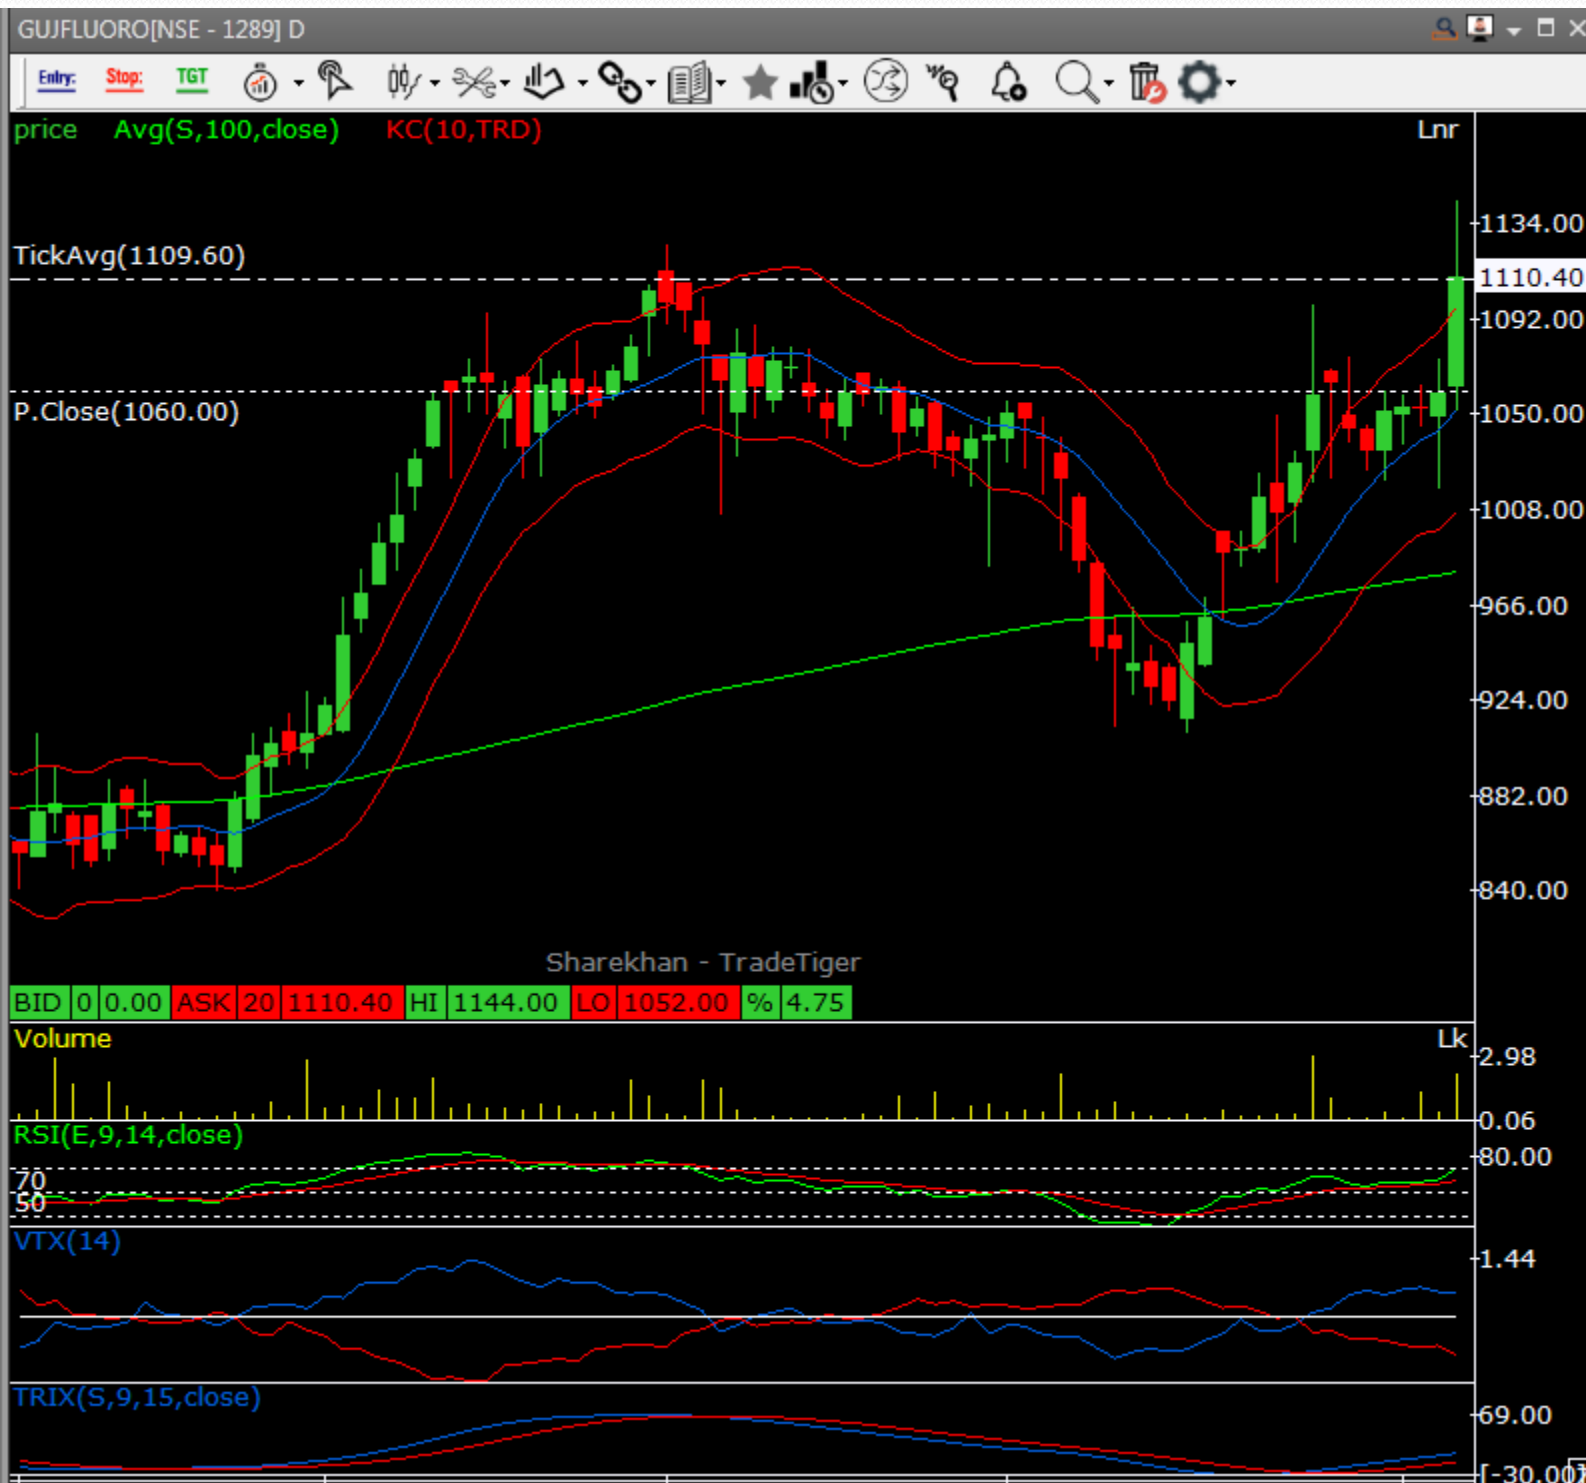 GUJFLUORO[NSE - 1289] D
Entry: Stop: TGT
price Avg(S,100,close) KC(10,TRD) Lnr
1134.00
TickAvg(1109.60)
1110.40
1092.00
P.Close(1060.00)
1050.00
1008.00
966.00
924.00
882.00
840.00
Sharekhan - TradeTiger
BID 0 0.00 ASK 20 1110.40 HI 1144.00 LO 1052.00 % 4.75
Volume Lk
2.98
0.06
RSI(E,9,14,close)
80.00
70
50
VTX(14)
1.44
TRIX(S,9,15,close)
69.00
[-30.00]